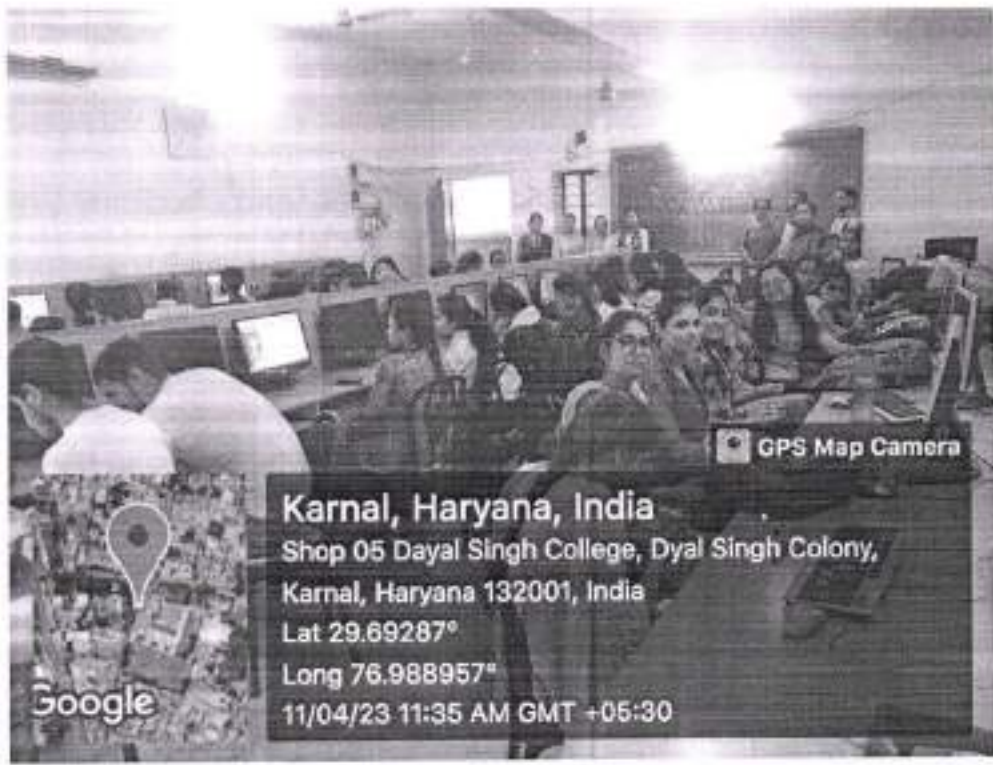 GPS Map Camera
Karnal, Haryana, India
Shop 05 Dayal Singh College, Dyal Singh Colony,
Karnal, Haryana 132001, India
Lat 29.69287°
Long 76.988957°
11/04/23 11:35 AM GMT +05:30
Google